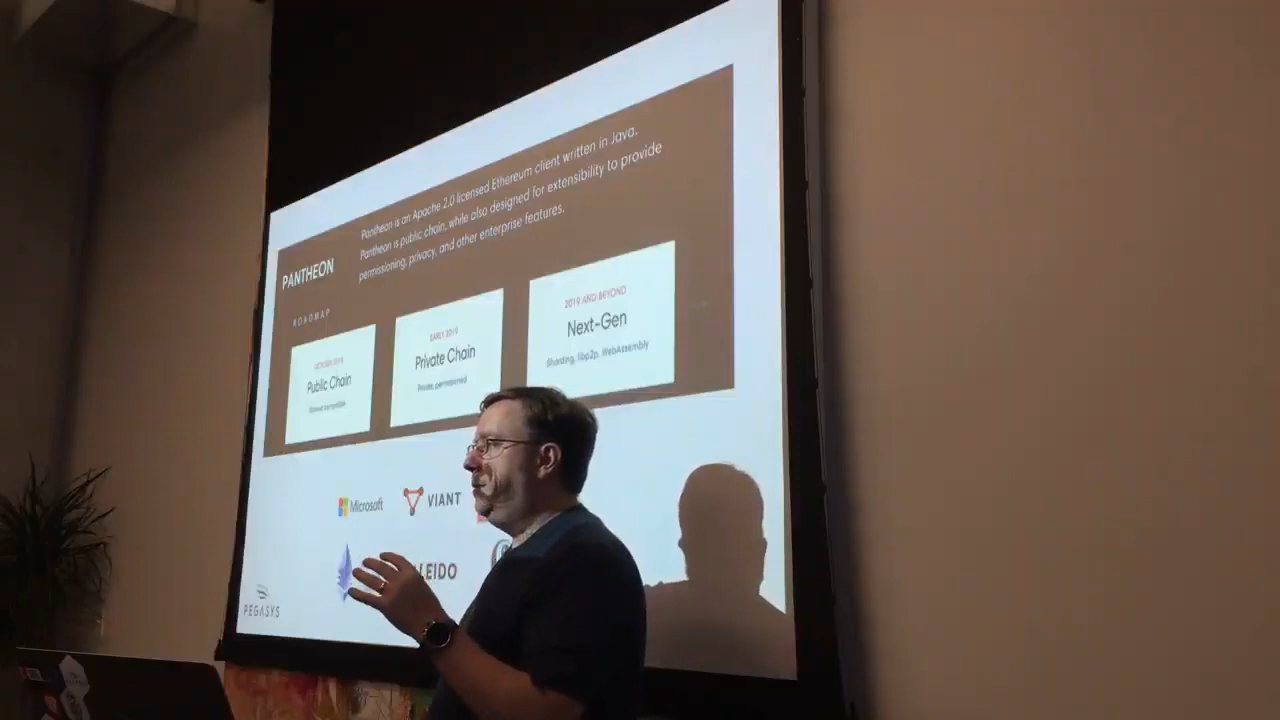 Pantheon is an Apache 2.0 licensed Ethereum client written in Java.
Pantheon is public chain, while also designed for extensibility to provide
permissioning, privacy, and other enterprise features.
PANTHEON
ROADMAP
OCTOBER 2018
Public Chain
EARLY 2019
Private Chain
Private, permissioned
2019 AND BEYOND
Next-Gen
Sharding, libp2p, WebAssembly
Microsoft
VIANT
LEIDO
PEGASYS